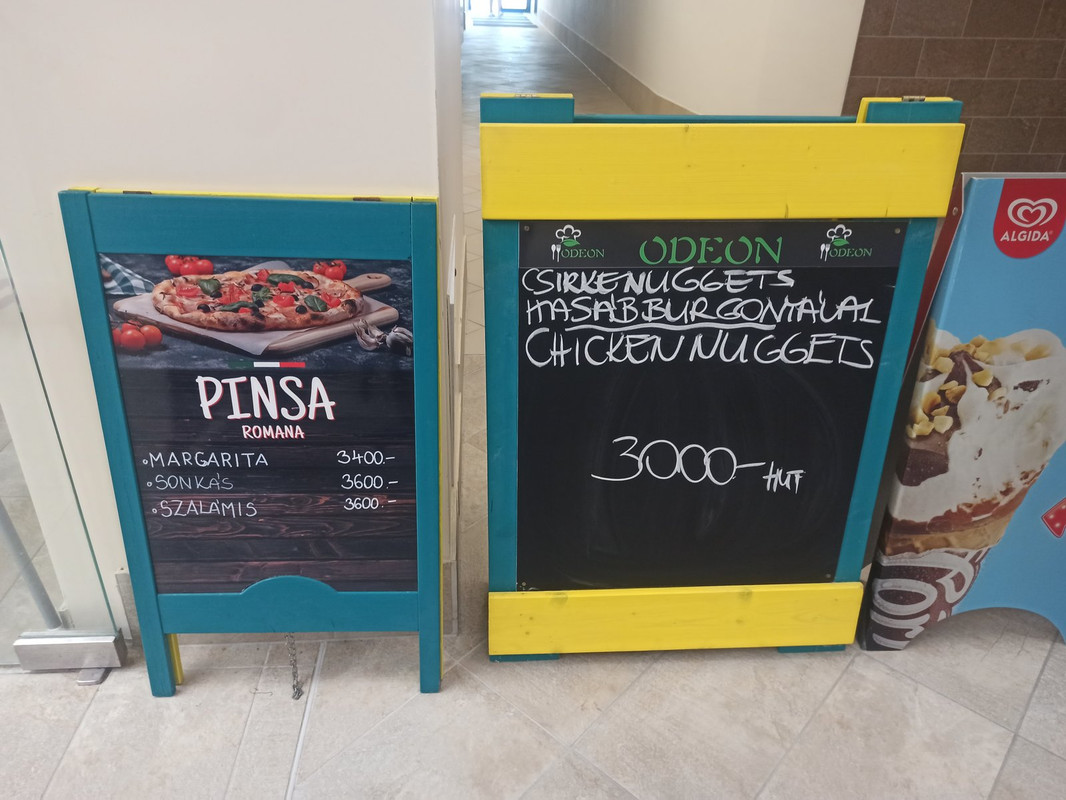 PINSA
ROMANA
MARGARITA 3400.-
SONKÁS 3600.-
SZALÁMIS 3600.-
ODEON ODEON ODEON
CSIRKENUGGETS
HASÁBBURGONYÁVAL
CHICKEN NUGGETS
3000.- HUF
ALGIDA